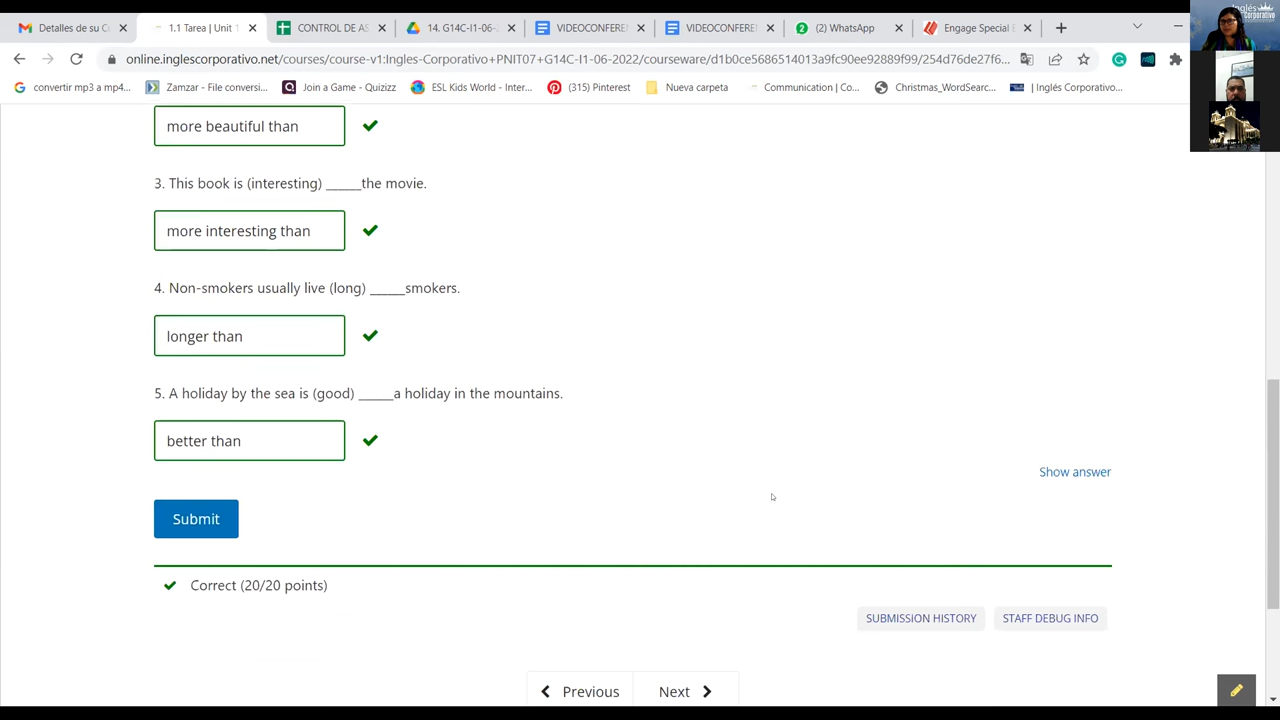 Detalles de su C
1.1 Tarea | Unit 1
CONTROL DE AS
14. G14C-I1-06-
VIDEOCONFERE
VIDEOCONFERE
2
(2) WhatsApp
Engage Special E
Inglés
Corporativo
online.inglescorporativo.net/courses/course-v1:Ingles-Corporativo+PNIT07+G14C-I1-06-2022/courseware/
convertir mp3 a mp4...
Zamzar - File conversi...
Join a Game - Quizizz
ESL Kids World - Inter...
(315) Pinterest
Nueva carpeta
Communication | Co...
Christmas_WordSearc...
| Inglés Corporativo...
more beautiful than
3. This book is (interesting) _____the movie.
more interesting than
4. Non-smokers usually live (long) _____smokers.
longer than
5. A holiday by the sea is (good) _____a holiday in the mountains.
better than
Show answer
Submit
Correct (20/20 points)
SUBMISSION HISTORY
STAFF DEBUG INFO
Previous
Next